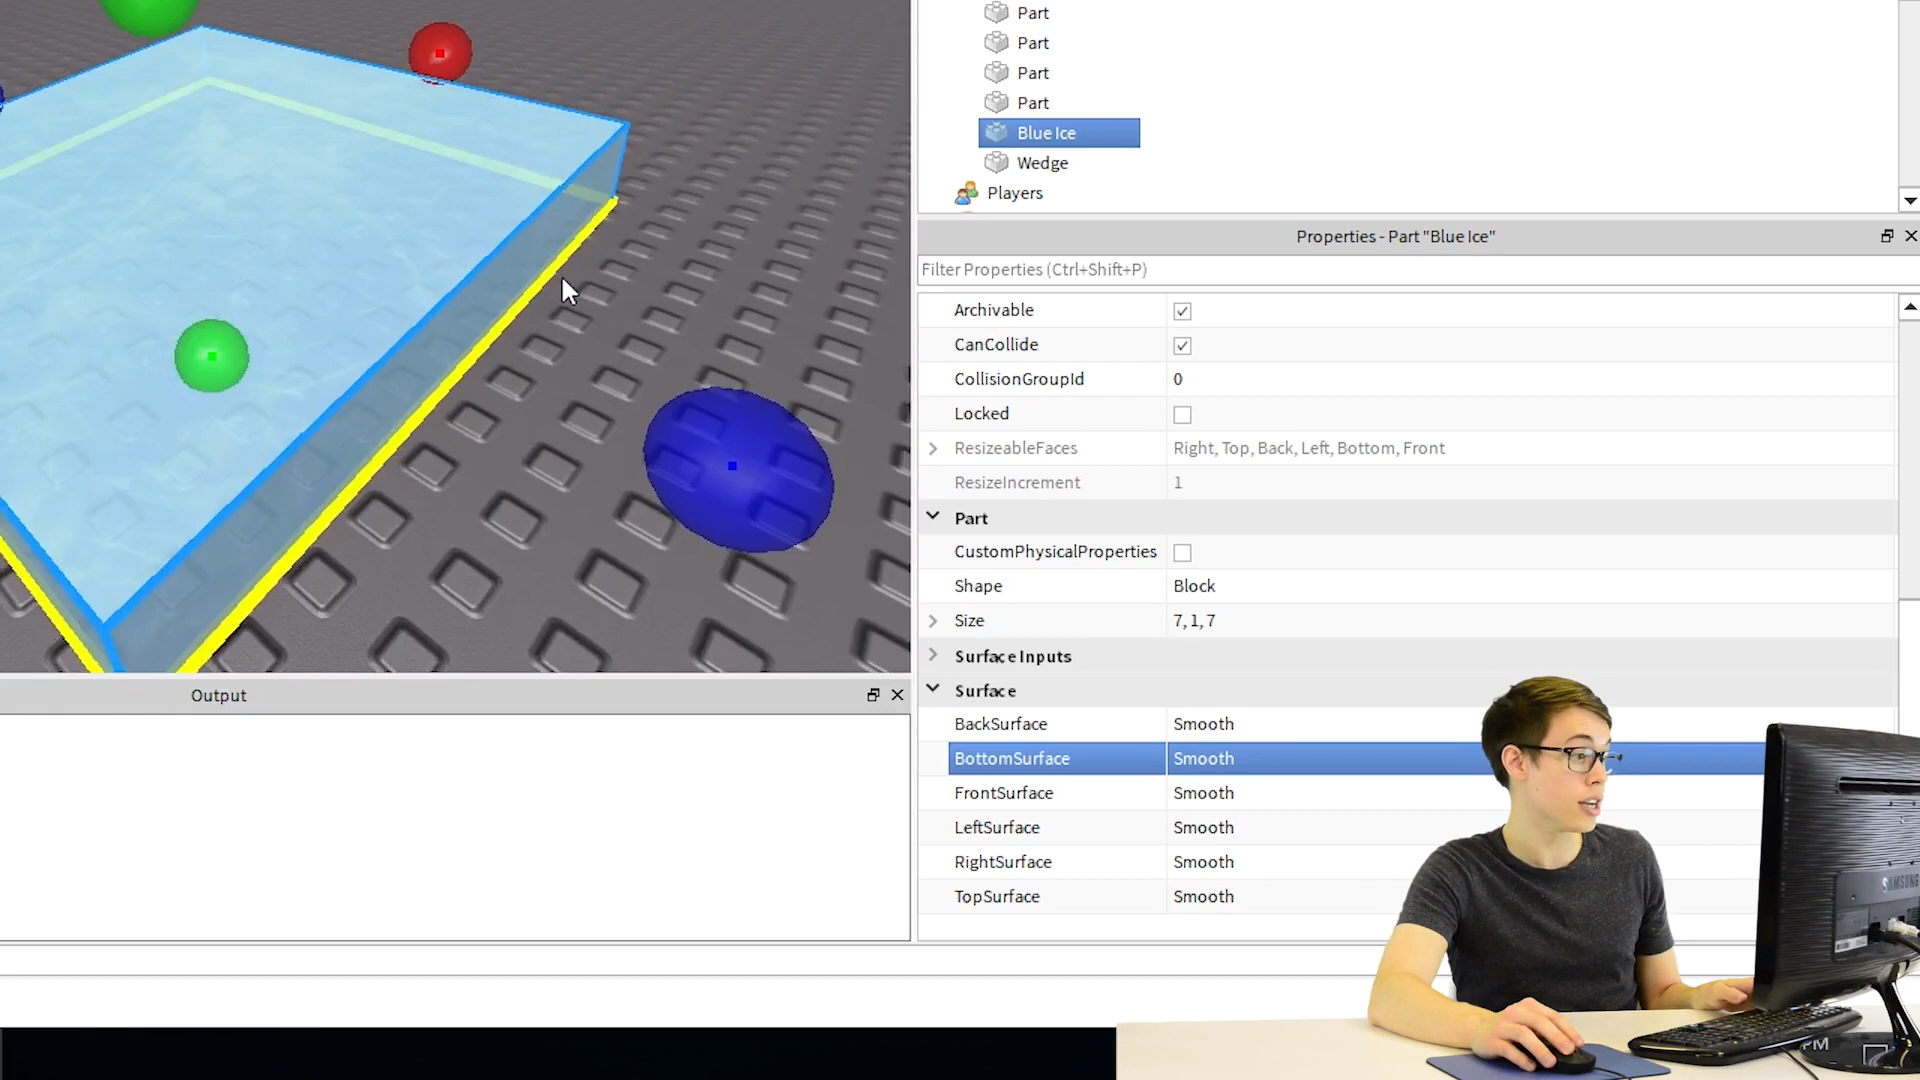 Part
Part
Part
Part
Blue Ice
Wedge
Players
Properties - Part "Blue Ice"
Filter Properties (Ctrl+Shift+P)
Archivable
CanCollide
CollisionGroupId 0
Locked
ResizeableFaces Right, Top, Back, Left, Bottom, Front
ResizeIncrement 1
Part
CustomPhysicalProperties
Shape Block
Size 7, 1, 7
Surface Inputs
Surface
BackSurface Smooth
BottomSurface Smooth
FrontSurface Smooth
LeftSurface Smooth
RightSurface Smooth
TopSurface Smooth
Output
SAMSUNG
PM